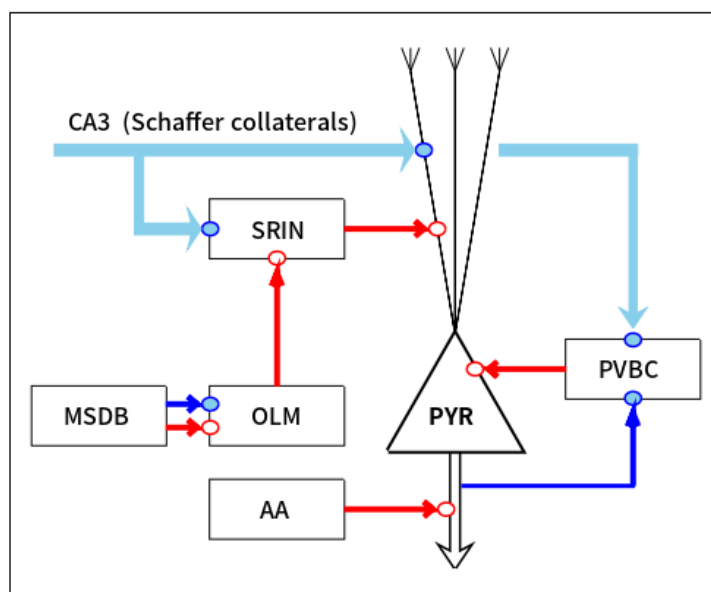 CA3 (Schaffer collaterals)
SRIN
PVBC
MSDB
OLM
PYR
AA